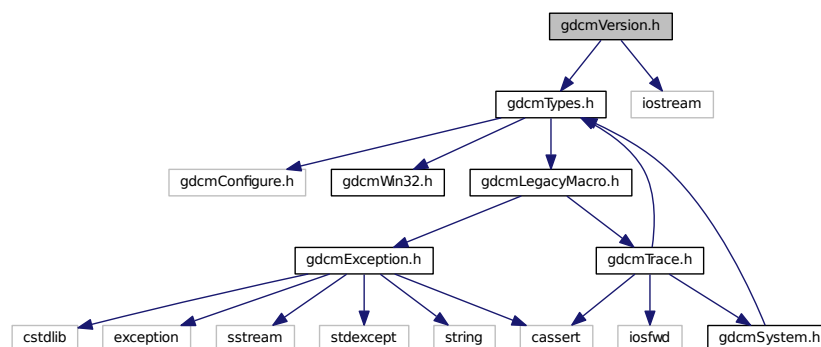 gdcmVersion.h
gdcmTypes.h
iostream
gdcmConfigure.h
gdcmWin32.h
gdcmLegacyMacro.h
gdcmException.h
gdcmTrace.h
cstdlib
exception
sstream
stdexcept
string
cassert
iosfwd
gdcmSystem.h